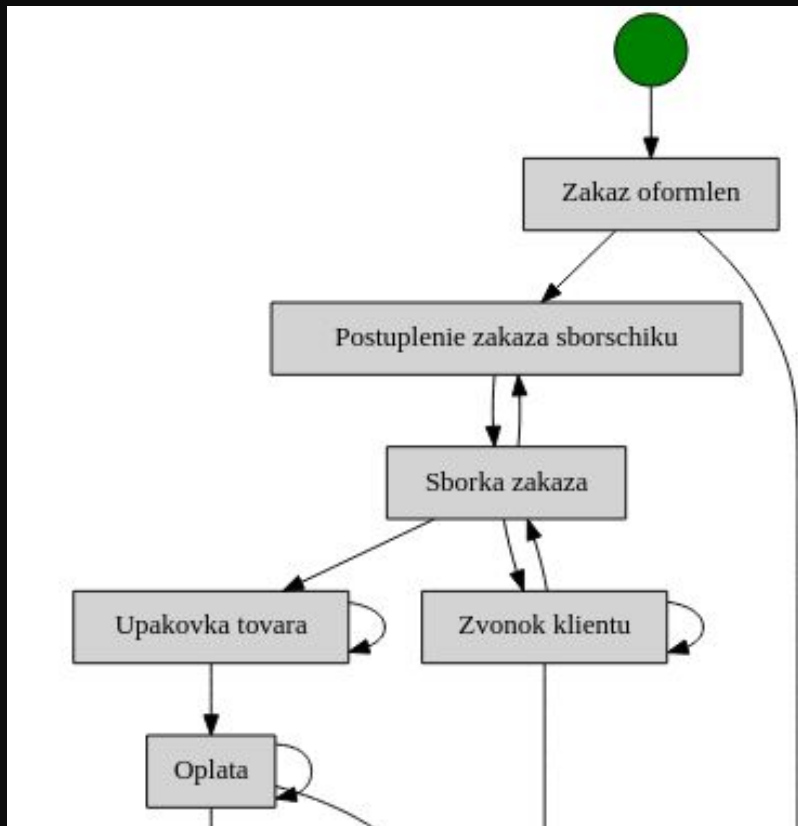 Zakaz oformlen
Postuplenie zakaza sborschiku
Sborka zakaza
Upakovka tovara
Zvonok klientu
Oplata